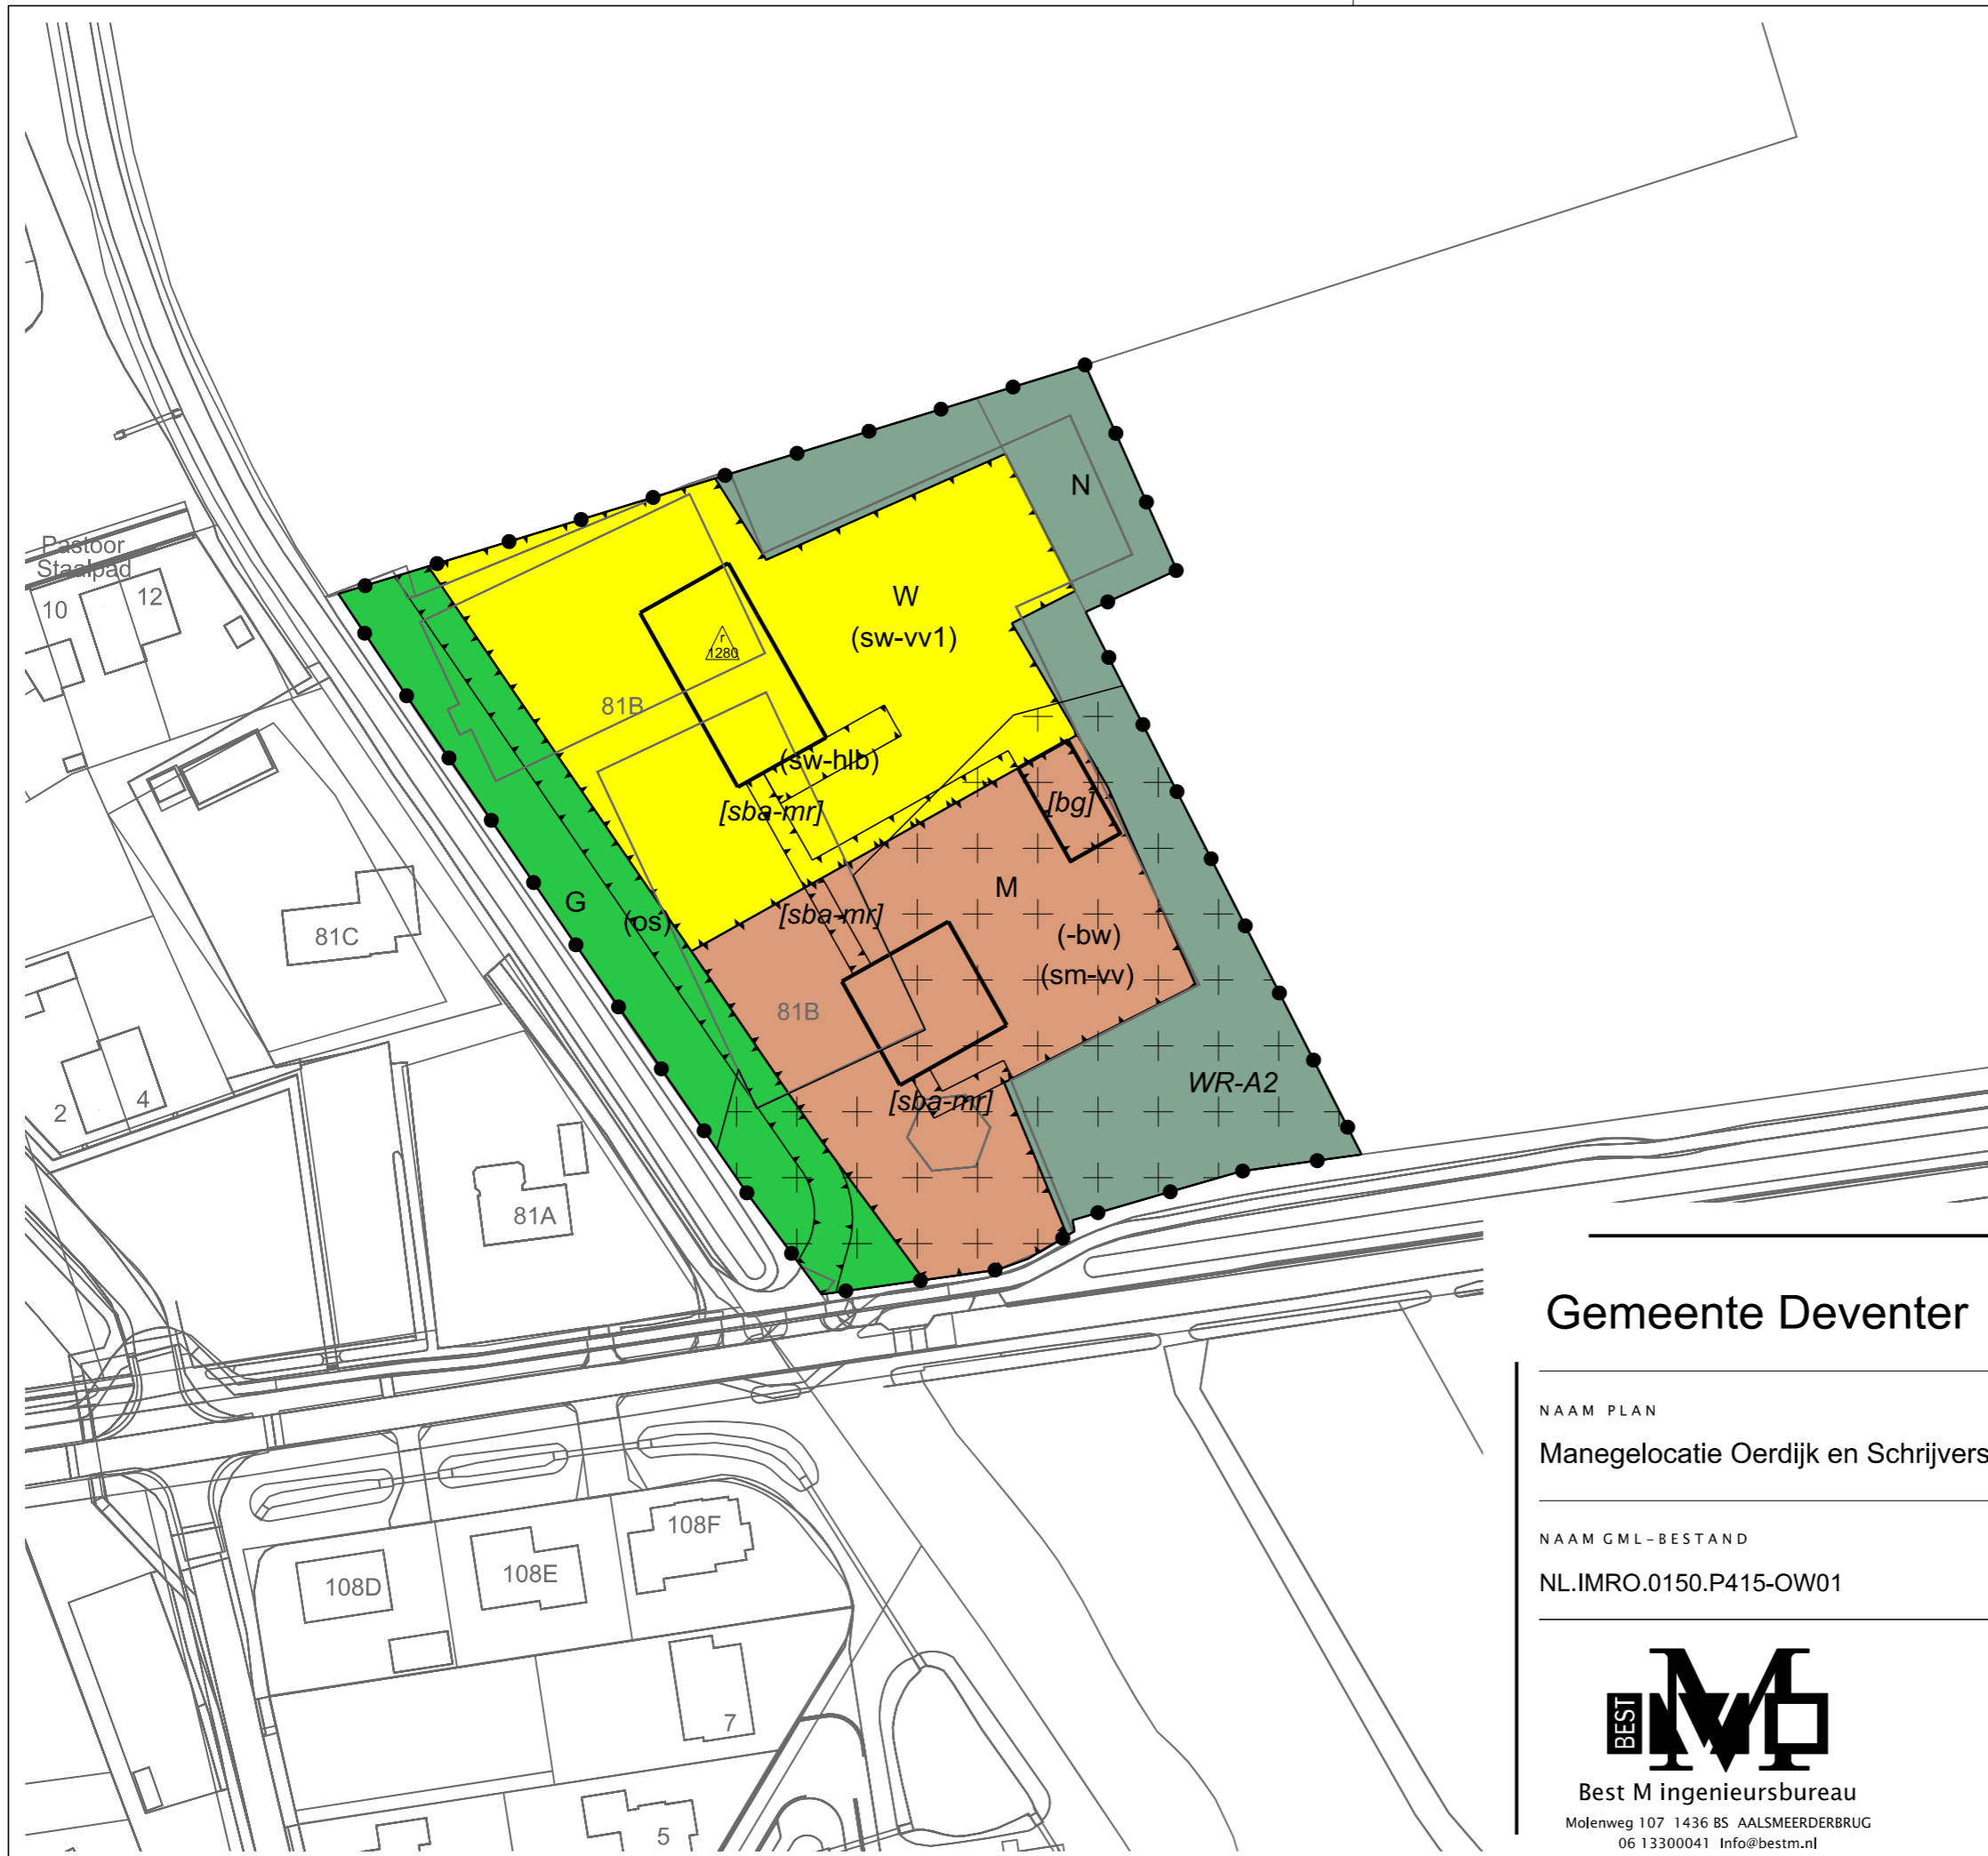 Pastoor
Staalpad
10
12
N
W
(sw-vv1)
r
1280
81B
(sw-hlb)
[sba-mr]
[bg]
M
G
(os)
[sba-mr]
(-bw)
(sm-vv)
81C
81B
WR-A2
[sba-mr]
2
4
81A
Gemeente Deventer
NAAM PLAN
Manegelocatie Oerdijk en Schrijvers
NAAM GML-BESTAND
NL.IMRO.0150.P415-OW01
108F
108E
108D
7
5
BEST
M
Best M ingenieursbureau
Molenweg 107 1436 BS AALSMEERDERBRUG
06 13300041 Info@bestm.nl